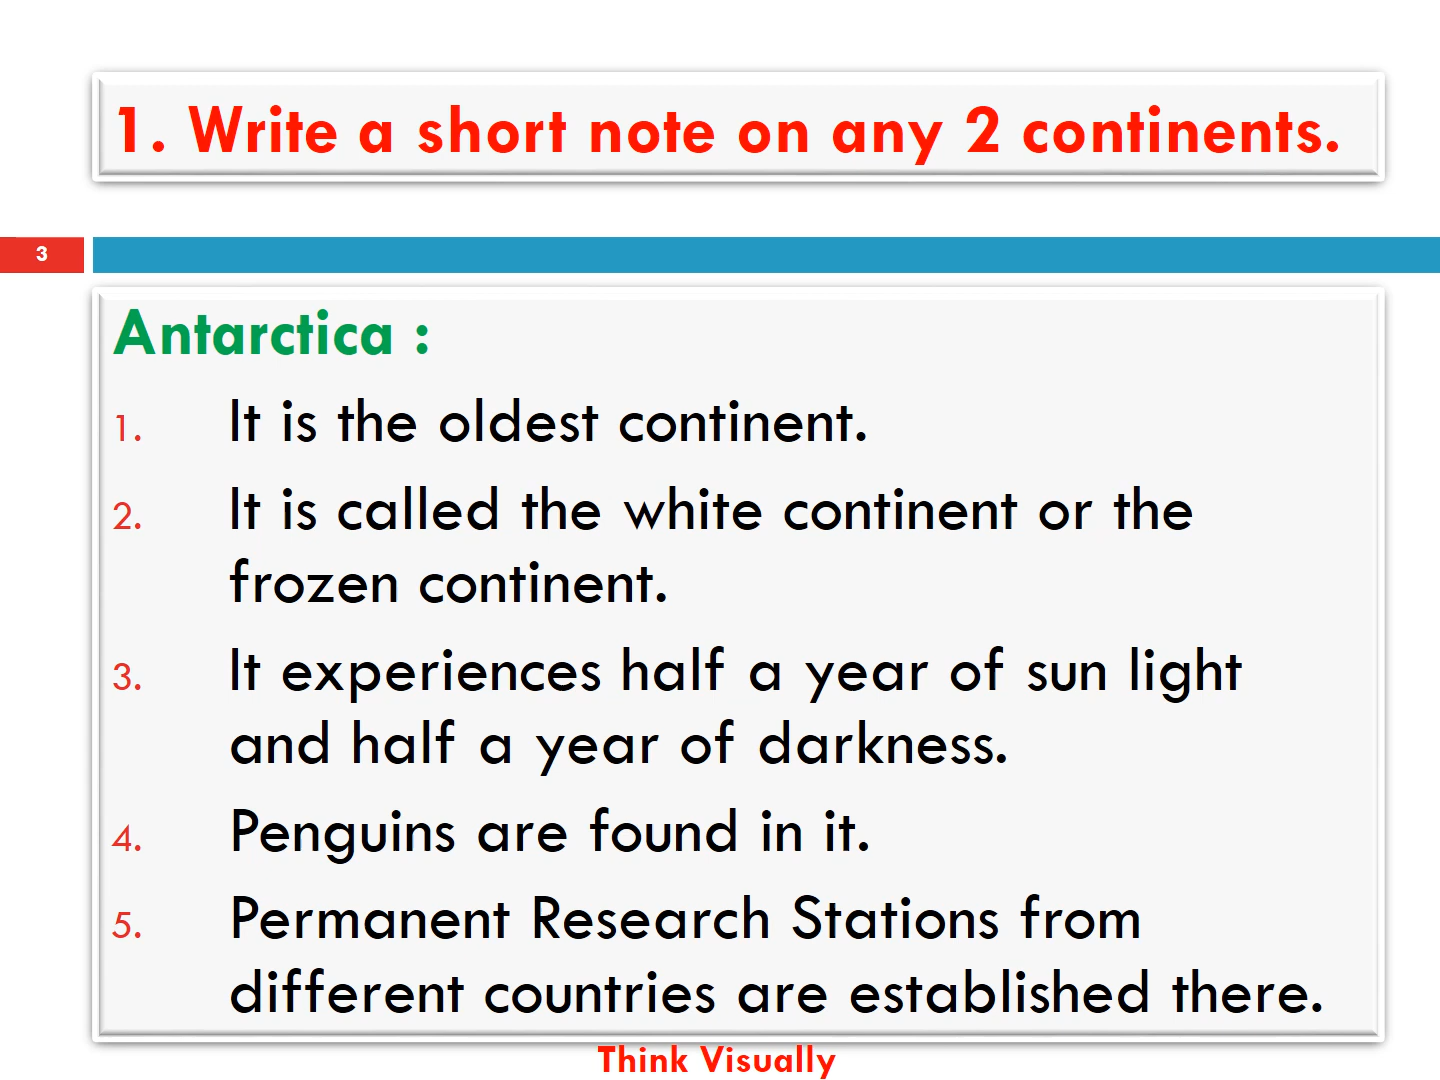 1. Write a short note on any 2 continents.
3
Antarctica :
1. It is the oldest continent.
2. It is called the white continent or the
frozen continent.
3. It experiences half a year of sun light
and half a year of darkness.
4. Penguins are found in it.
5. Permanent Research Stations from
different countries are established there.
Think Visually